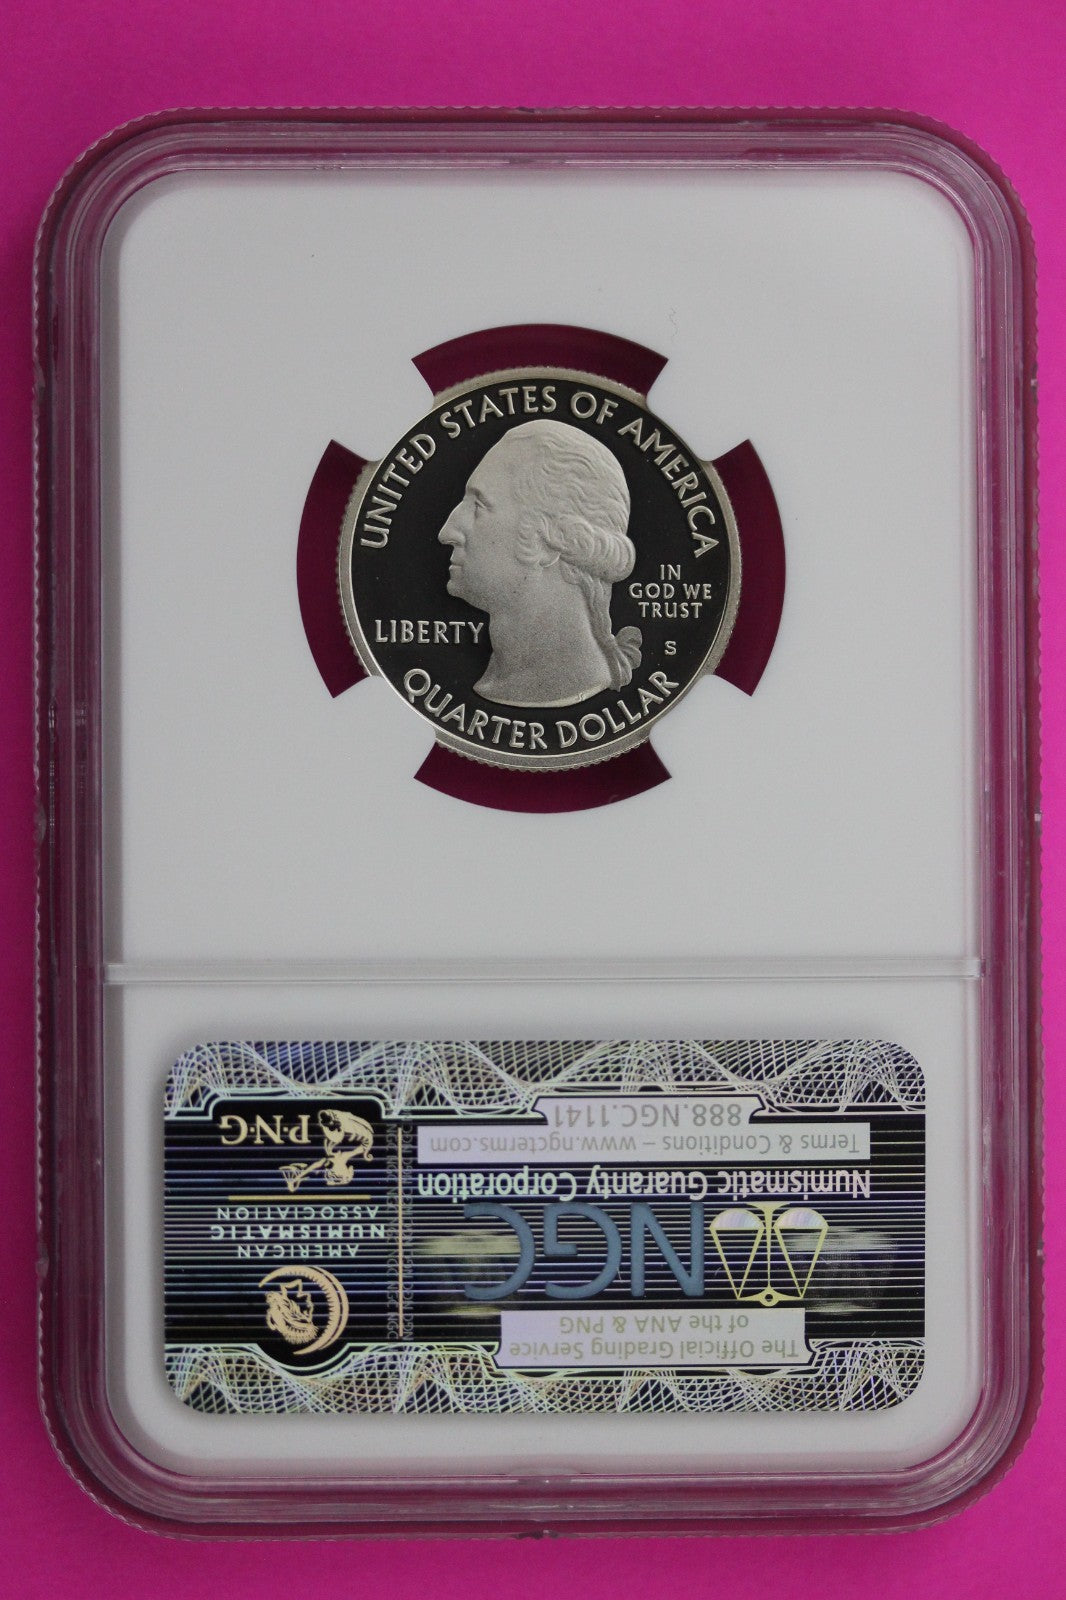 UNITED STATES OF AMERICA
IN
GOD WE
TRUST
LIBERTY
S
QUARTER DOLLAR
The Official Grading Service
of the ANA & PNG
NGC
Numismatic Guaranty Corporation
Terms & Conditions – www.ngcterms.com
888.NGC.1141
AMERICAN
NUMISMATIC
ASSOCIATION
P·N·G